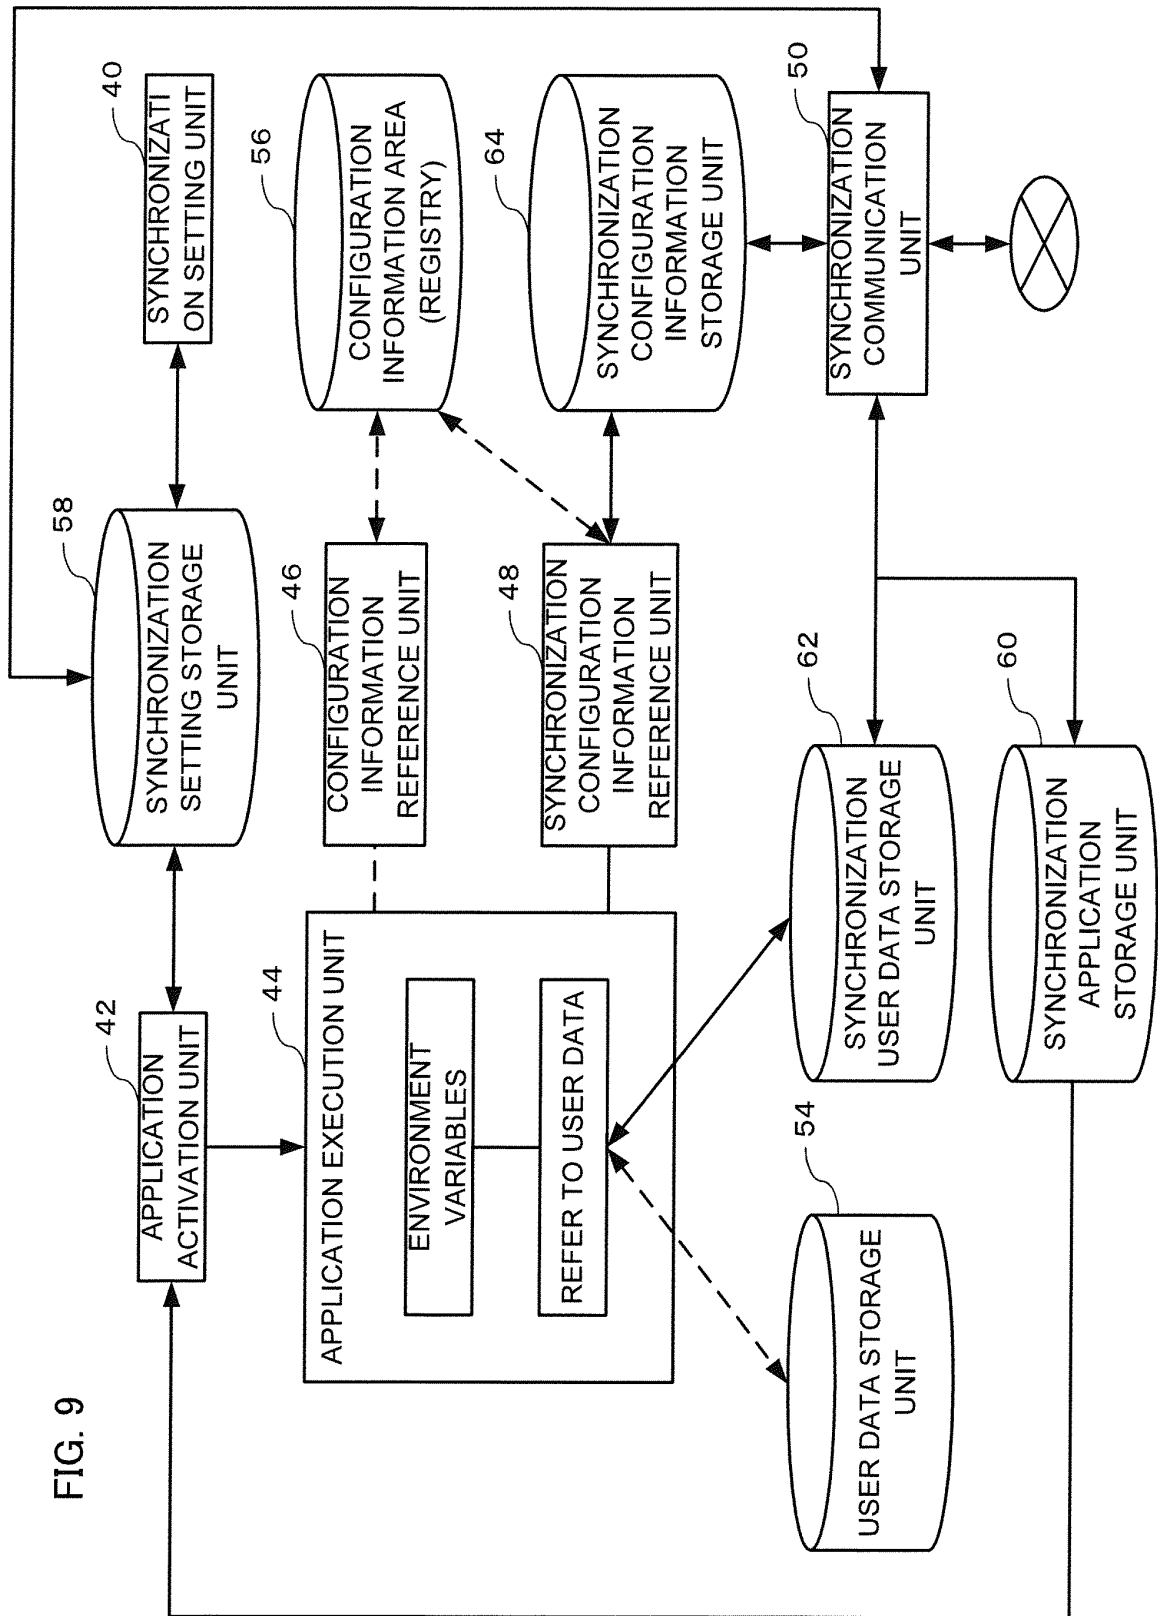 FIG. 9
42
APPLICATION
ACTIVATION UNIT
58
SYNCHRONIZATION
SETTING STORAGE
UNIT
40
SYNCHRONIZATI
ON SETTING UNIT
44
APPLICATION EXECUTION UNIT
ENVIRONMENT
VARIABLES
REFER TO USER DATA
46
CONFIGURATION
INFORMATION
REFERENCE UNIT
56
CONFIGURATION
INFORMATION AREA
(REGISTRY)
48
SYNCHRONIZATION
CONFIGURATION
INFORMATION
REFERENCE UNIT
64
SYNCHRONIZATION
CONFIGURATION
INFORMATION
STORAGE UNIT
54
USER DATA STORAGE
UNIT
62
SYNCHRONIZATION
USER DATA STORAGE
UNIT
50
SYNCHRONIZATION
COMMUNICATION
UNIT
60
SYNCHRONIZATION
APPLICATION
STORAGE UNIT